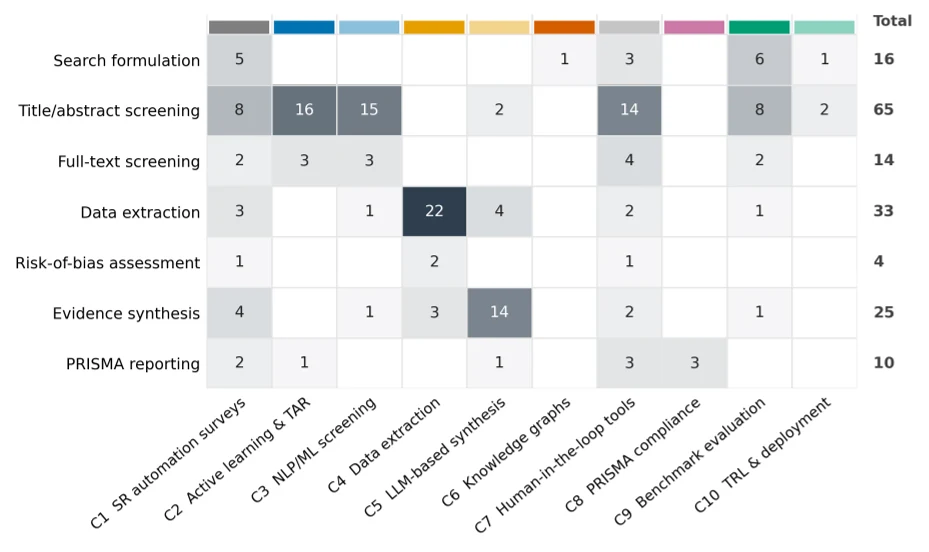 Total
Search formulation 5 1 3 6 1 16
Title/abstract screening 8 16 15 2 14 8 2 65
Full-text screening 2 3 3 4 2 14
Data extraction 3 1 22 4 2 1 33
Risk-of-bias assessment 1 2 1 4
Evidence synthesis 4 1 3 14 2 1 25
PRISMA reporting 2 1 1 3 3 10
C1 SR automation surveys
C2 Active learning & TAR
C3 NLP/ML screening
C4 Data extraction
C5 LLM-based synthesis
C6 Knowledge graphs
C7 Human-in-the-loop tools
C8 PRISMA compliance
C9 Benchmark evaluation
C10 TRL & deployment